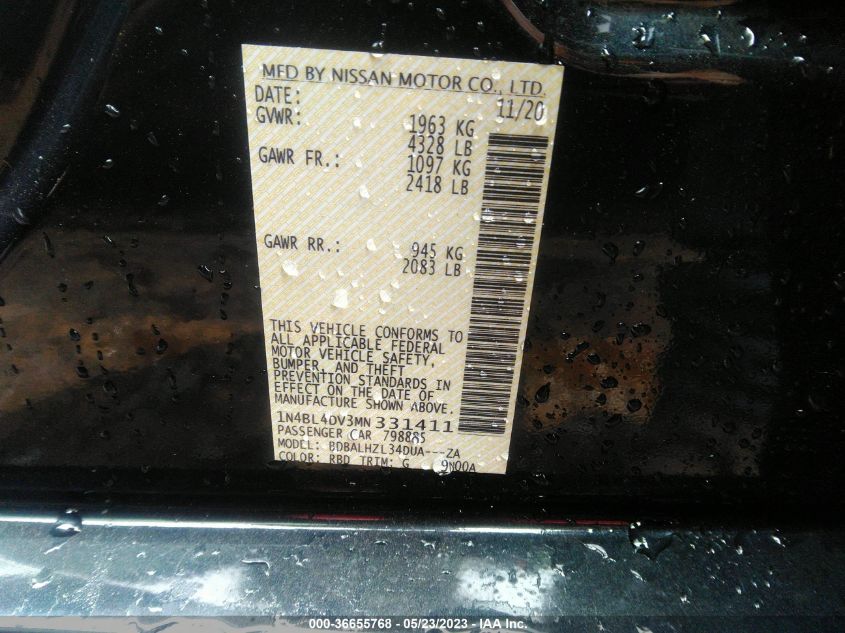 MFD BY NISSAN MOTOR CO., LTD.
DATE: 11/20
GVWR: 1963 KG
4328 LB
GAWR FR.: 1097 KG
2418 LB
GAWR RR.: 945 KG
2083 LB
THIS VEHICLE CONFORMS TO
ALL APPLICABLE FEDERAL
MOTOR VEHICLE SAFETY,
BUMPER, AND THEFT
PREVENTION STANDARDS IN
EFFECT ON THE DATE OF
MANUFACTURE SHOWN ABOVE.
1N4BL4DV3MN 331411
PASSENGER CAR 798885
MODEL: BDBALHZL34DUA---ZA
COLOR: RBD TRIM: G 9N00A
000-36655768 - 05/23/2023 - IAA Inc.